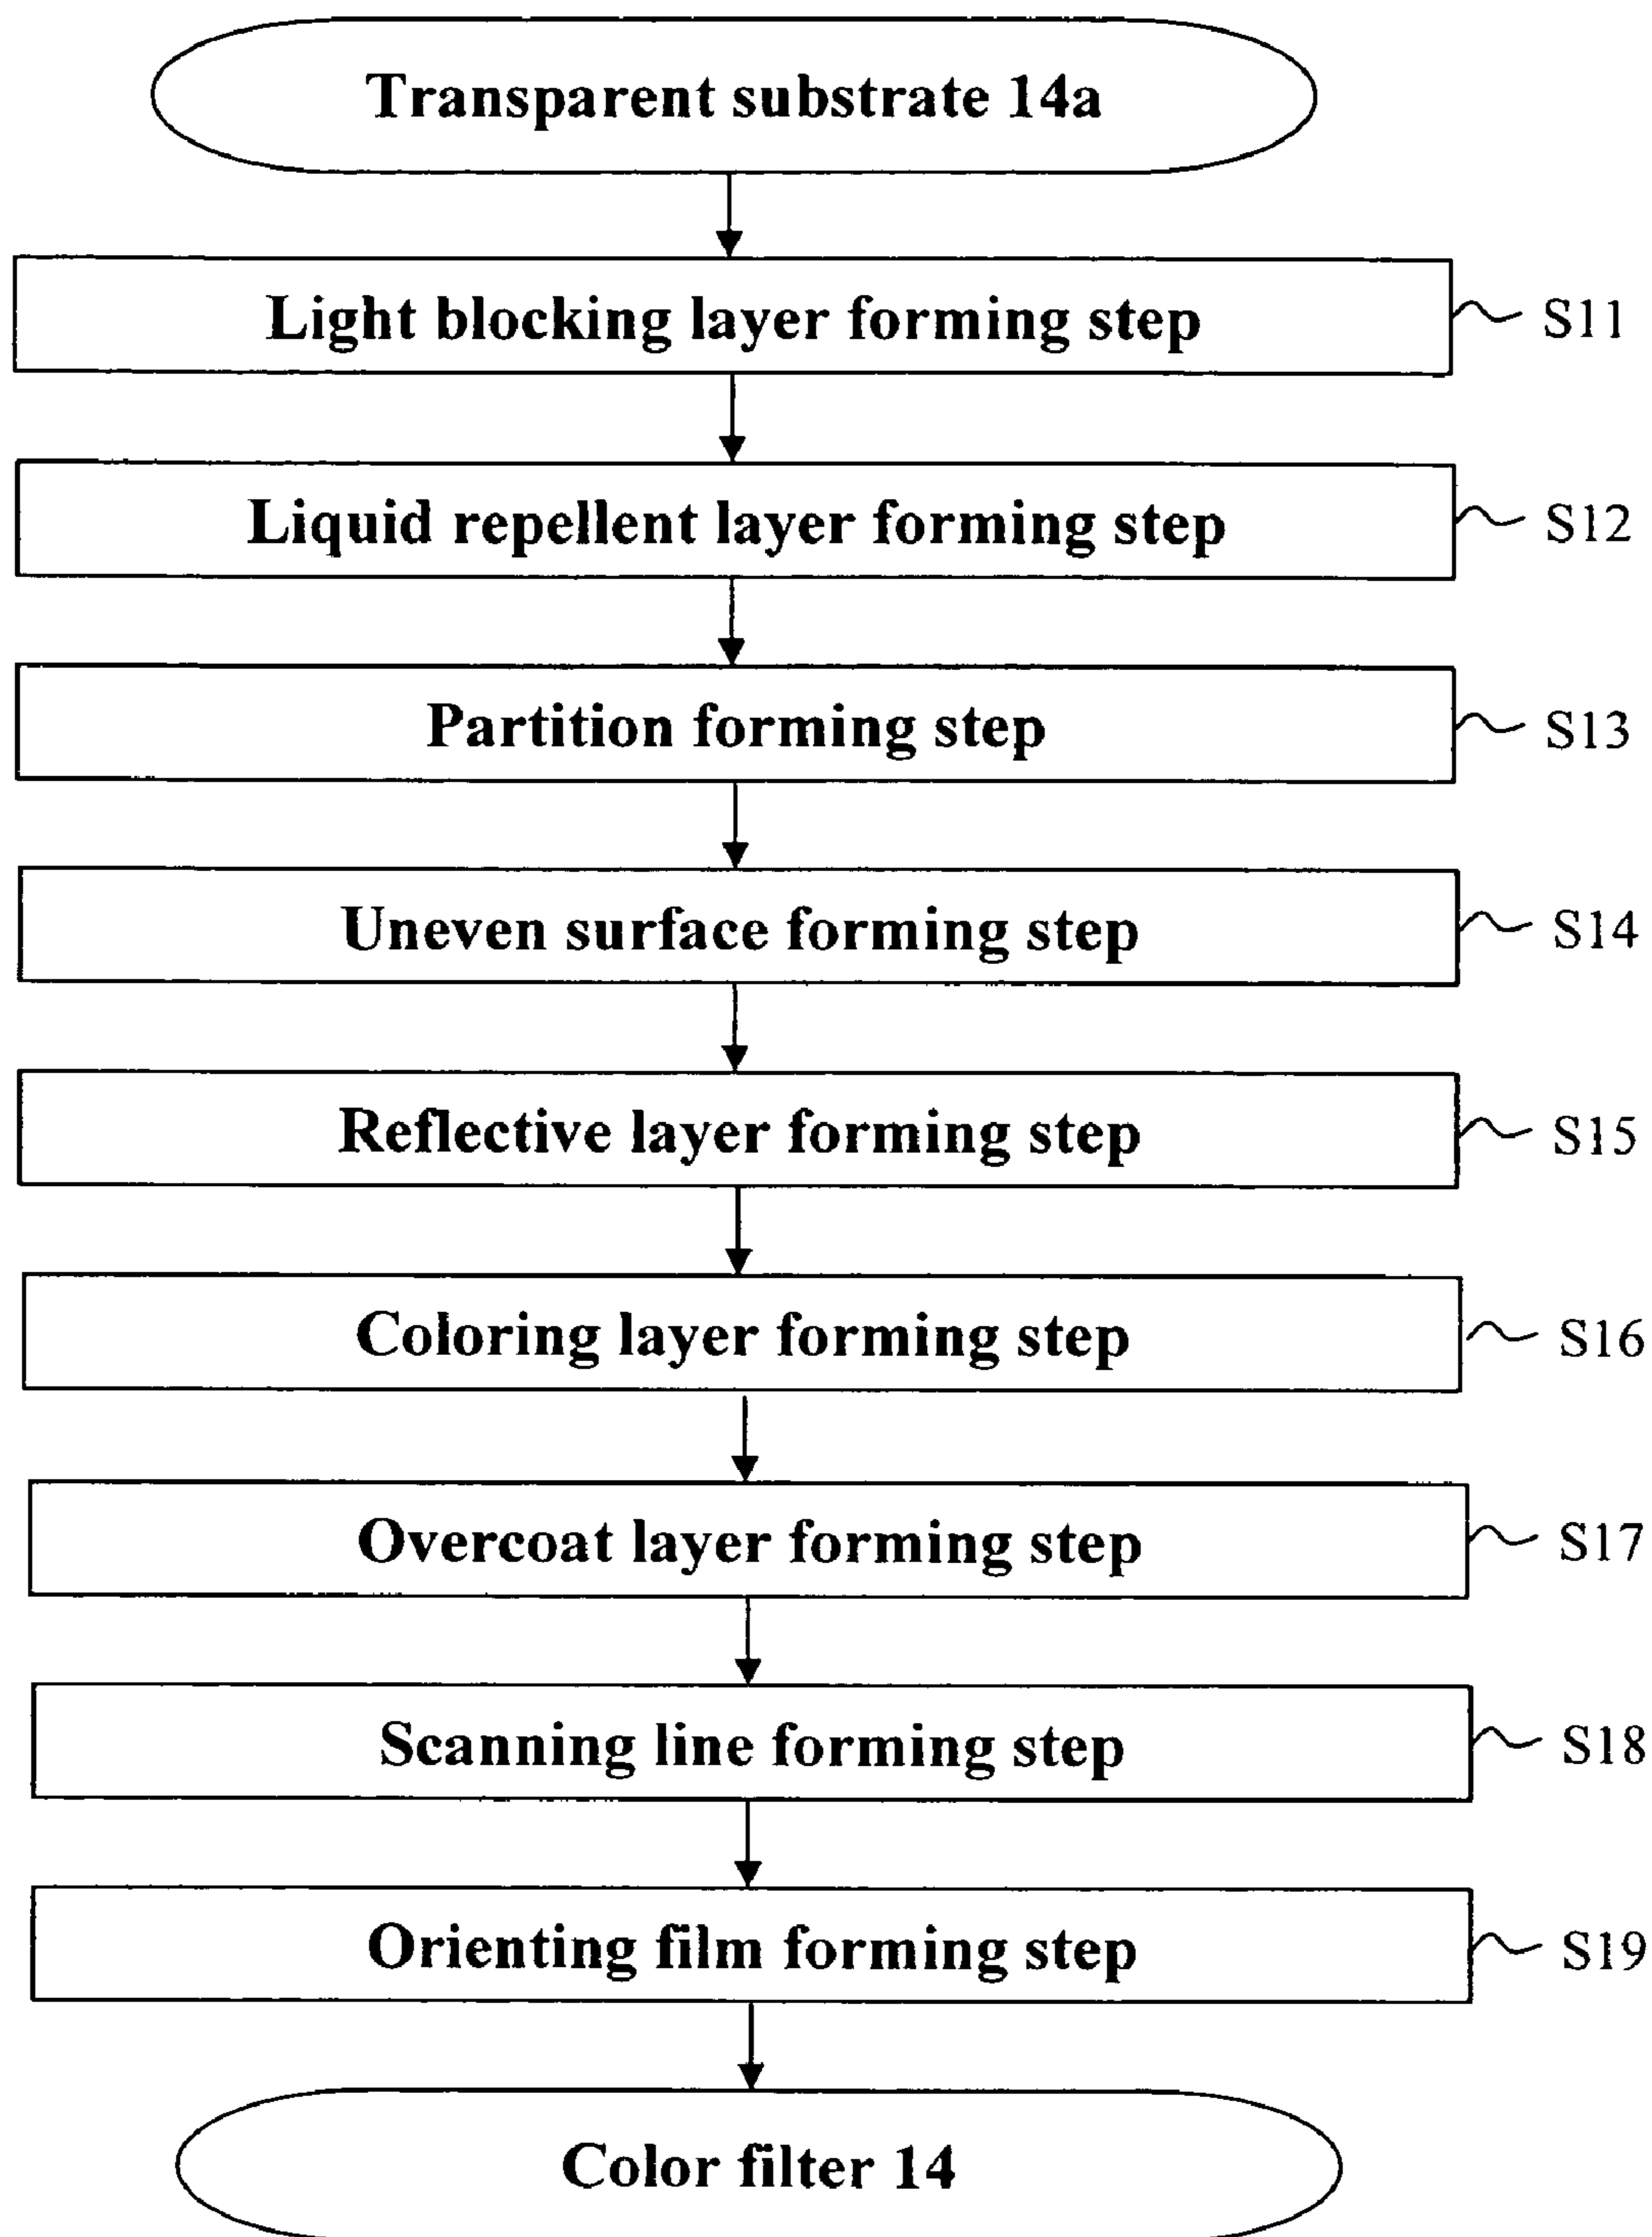 Transparent substrate 14a
Light blocking layer forming step S11
Liquid repellent layer forming step S12
Partition forming step S13
Uneven surface forming step S14
Reflective layer forming step S15
Coloring layer forming step S16
Overcoat layer forming step S17
Scanning line forming step S18
Orienting film forming step S19
Color filter 14